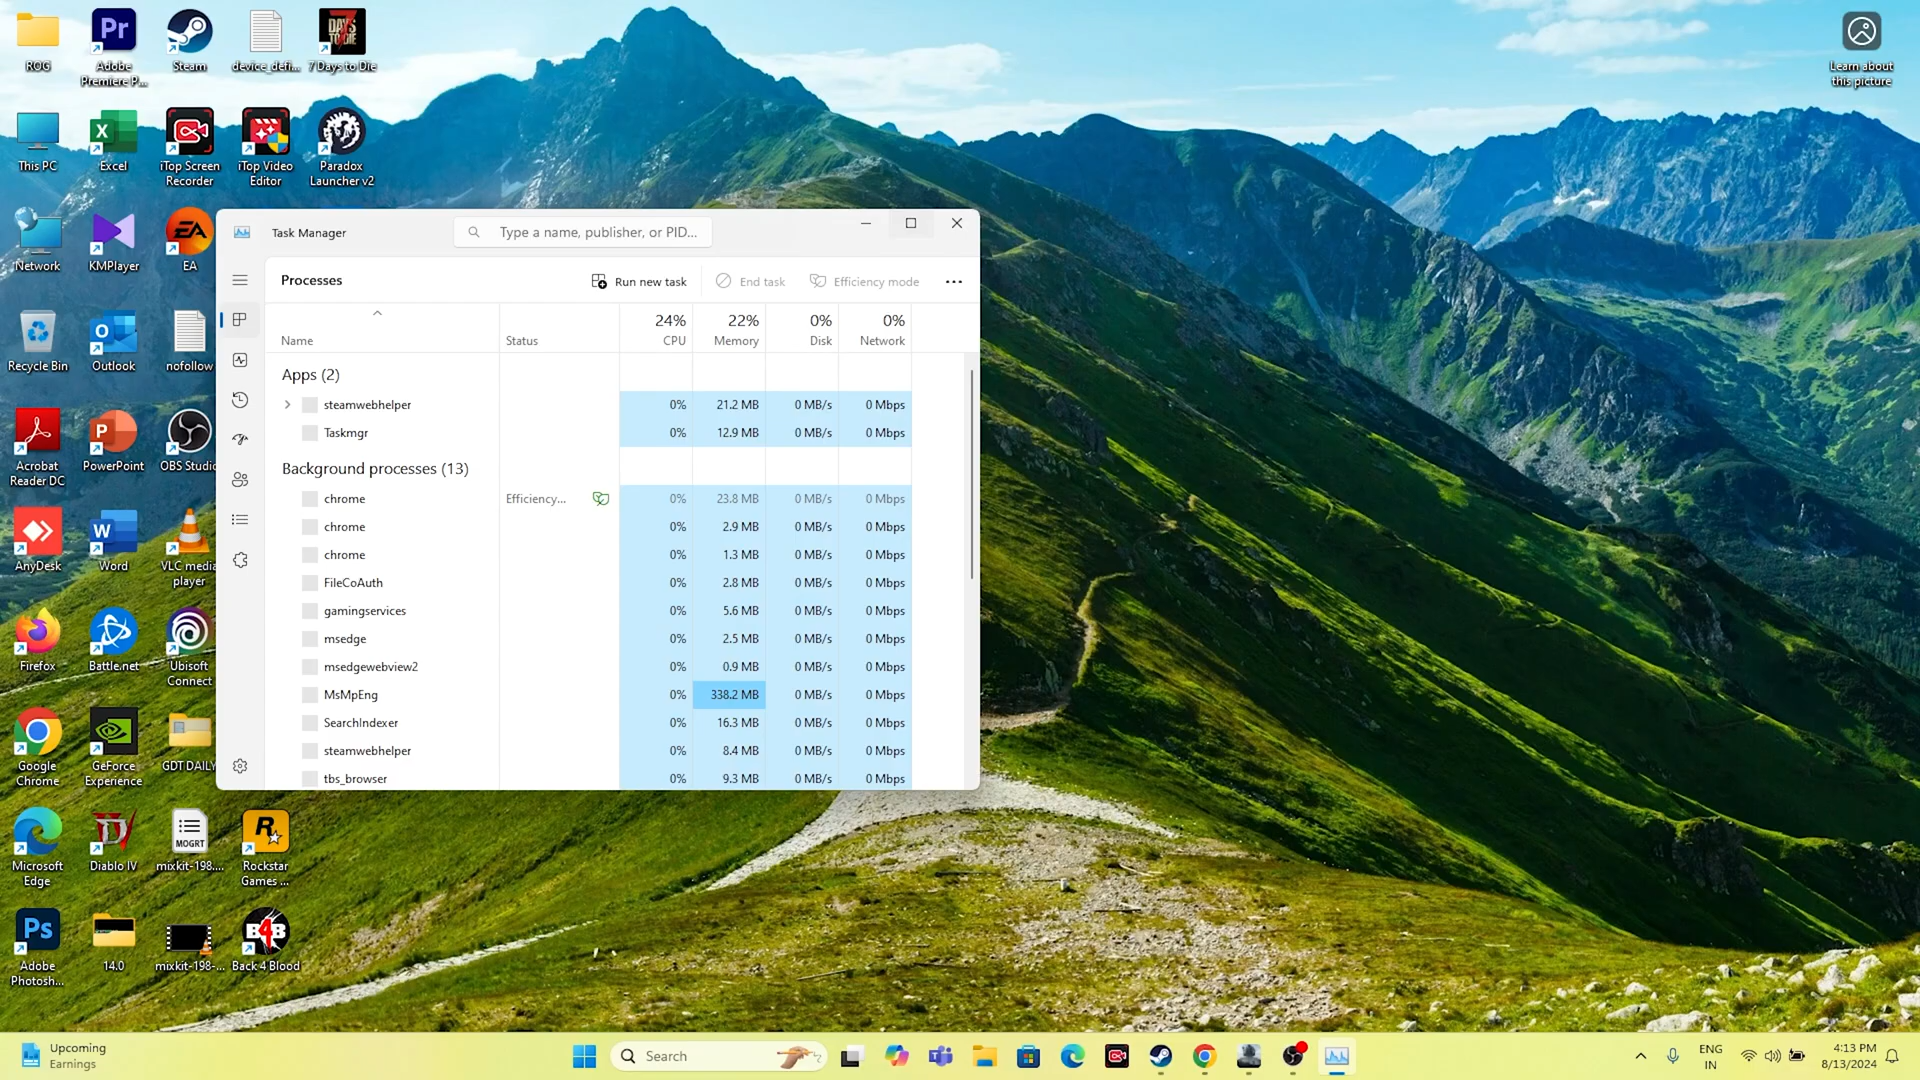 ROG
Pr
Adobe
Premiere P...
Steam
device_defi...
7 DAYS TO DIE
7 Days to Die
Learn about
this picture
This PC
Excel
iTop Screen
Recorder
iTop Video
Editor
Paradox
Launcher v2
Network
KMPlayer
EA
EA
Recycle Bin
Outlook
nofollow
Acrobat
Reader DC
PowerPoint
OBS Studio
AnyDesk
Word
VLC media
player
Firefox
Battle.net
Ubisoft
Connect
Google
Chrome
GeForce
Experience
GDT DAILY
Microsoft
Edge
Diablo IV
MOGRT
mixkit-198....
Rockstar
Games ...
Ps
Adobe
Photosh...
14.0
mixkit-198-...
B4B
Back 4 Blood
Task Manager
Type a name, publisher, or PID...
Processes
Run new task
End task
Efficiency mode
24% 22% 0% 0%
Name Status CPU Memory Disk Network
Apps (2)
steamwebhelper 0% 21.2 MB 0 MB/s 0 Mbps
Taskmgr 0% 12.9 MB 0 MB/s 0 Mbps
Background processes (13)
chrome Efficiency... 0% 23.8 MB 0 MB/s 0 Mbps
chrome 0% 2.9 MB 0 MB/s 0 Mbps
chrome 0% 1.3 MB 0 MB/s 0 Mbps
FileCoAuth 0% 2.8 MB 0 MB/s 0 Mbps
gamingservices 0% 5.6 MB 0 MB/s 0 Mbps
msedge 0% 2.5 MB 0 MB/s 0 Mbps
msedgewebview2 0% 0.9 MB 0 MB/s 0 Mbps
MsMpEng 0% 338.2 MB 0 MB/s 0 Mbps
SearchIndexer 0% 16.3 MB 0 MB/s 0 Mbps
steamwebhelper 0% 8.4 MB 0 MB/s 0 Mbps
tbs_browser 0% 9.3 MB 0 MB/s 0 Mbps
Upcoming
Earnings
Search
ENG
IN
4:13 PM
8/13/2024